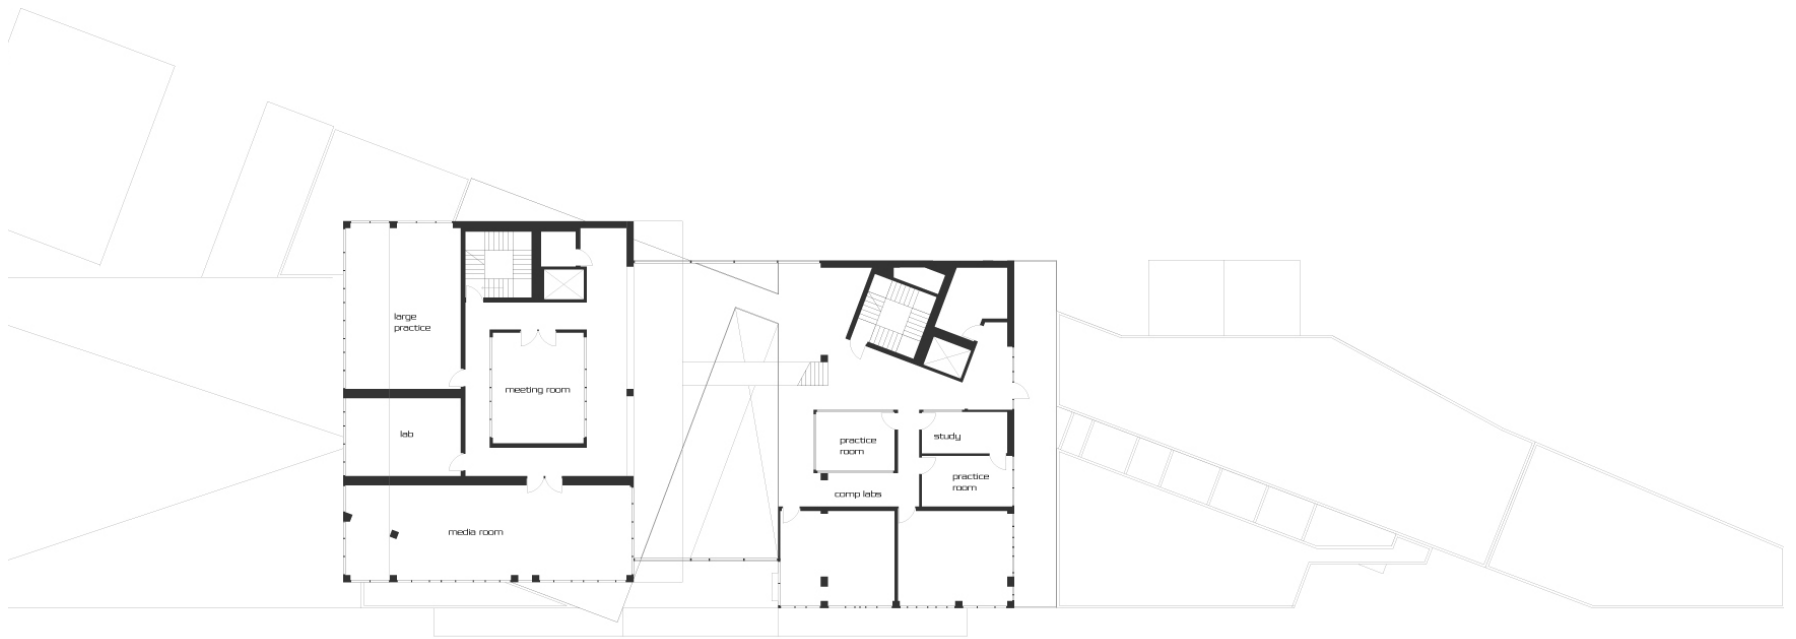 large
practice
meeting room
lab
media room
practice
room
study
practice
room
comp labs